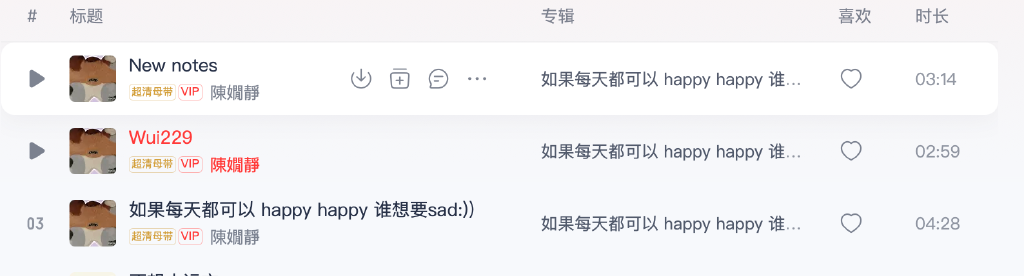 # 标题 专辑 喜欢 时长
New notes
超清母带 VIP 陳嫺靜
如果每天都可以 happy happy 谁... 03:14
Wui229
超清母带 VIP 陳嫺靜
如果每天都可以 happy happy 谁... 02:59
03 如果每天都可以 happy happy 谁想要sad:))
超清母带 VIP 陳嫺靜
如果每天都可以 happy happy 谁... 04:28